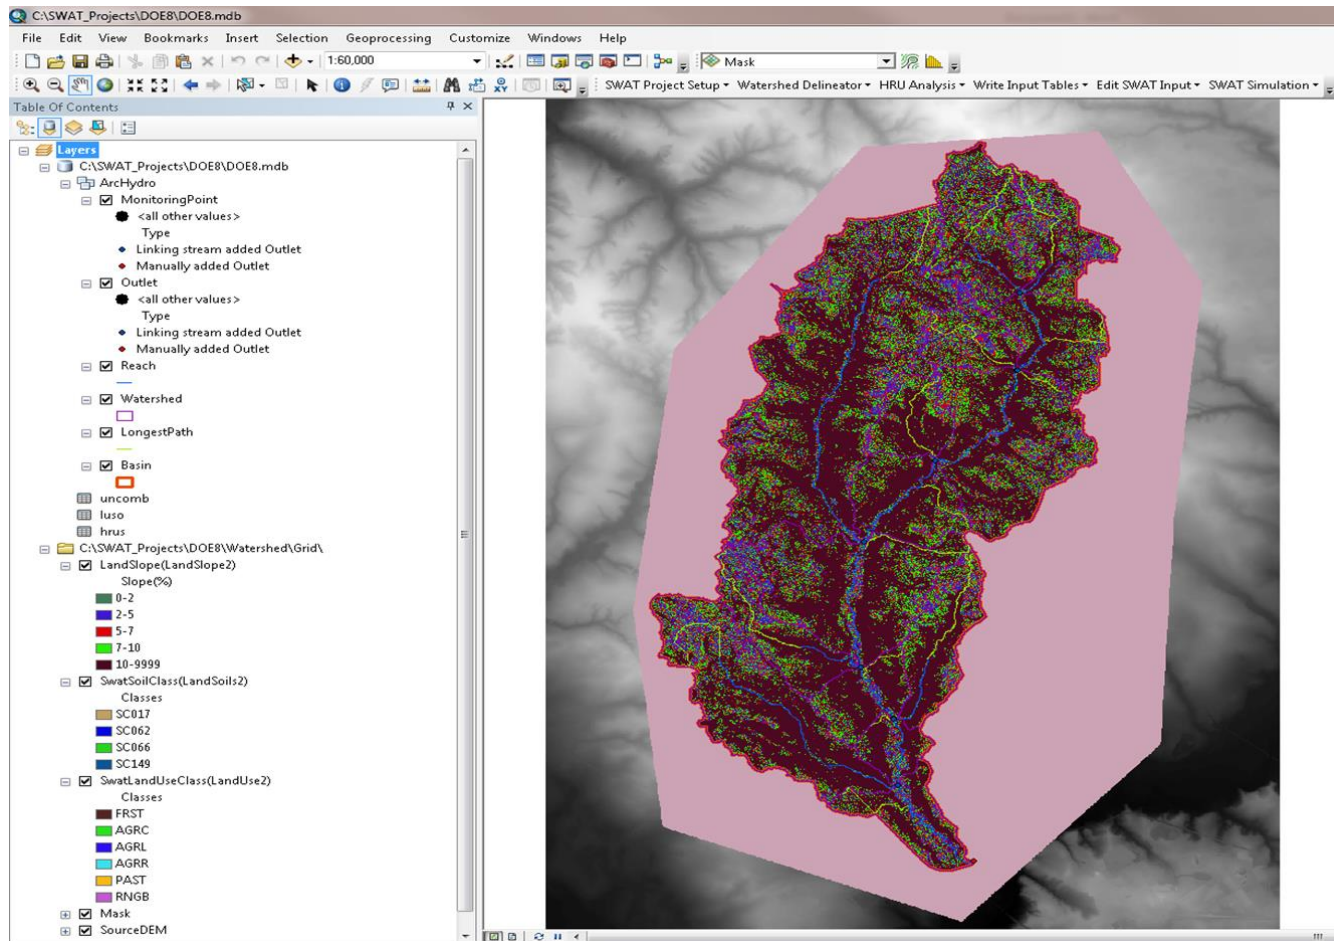 C:\SWAT_Projects\DOE8\DOE8.mdb
File Edit View Bookmarks Insert Selection Geoprocessing Customize Windows Help
1:60,000 Mask
SWAT Project Setup Watershed Delineator HRU Analysis Write Input Tables Edit SWAT Input SWAT Simulation
Table Of Contents
Layers
C:\SWAT_Projects\DOE8\DOE8.mdb
ArcHydro
MonitoringPoint
<all other values>
Type
Linking stream added Outlet
Manually added Outlet
Outlet
<all other values>
Type
Linking stream added Outlet
Manually added Outlet
Reach
Watershed
LongestPath
Basin
uncomb
luso
hrus
C:\SWAT_Projects\DOE8\Watershed\Grid\
LandSlope(LandSlope2)
Slope(%)
0-2
2-5
5-7
7-10
10-9999
SwatSoilClass(LandSoils2)
Classes
SC017
SC062
SC066
SC149
SwatLandUseClass(LandUse2)
Classes
FRST
AGRC
AGRL
AGRR
PAST
RNGB
Mask
SourceDEM